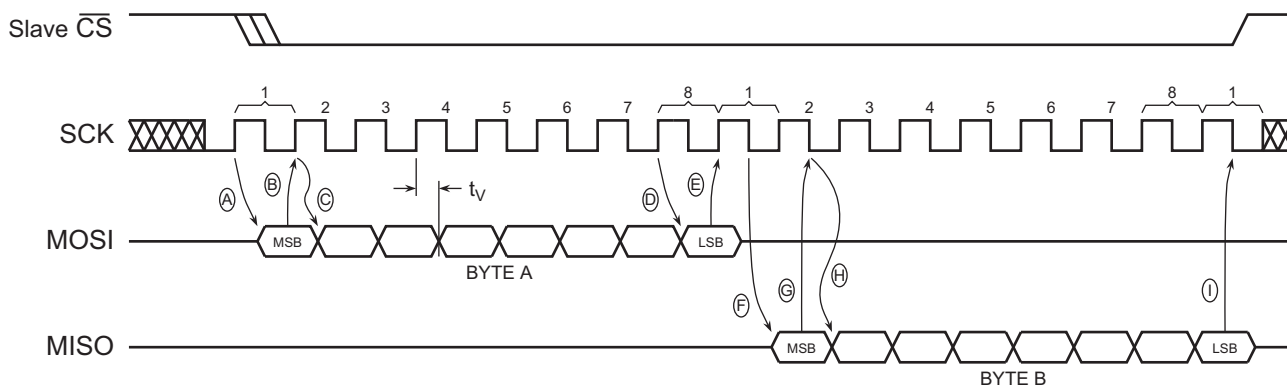 Slave CS
1 2 3 4 5 6 7 8 1 2 3 4 5 6 7 8 1
SCK
A B C tV D E
MOSI MSB LSB
BYTE A
F G H I
MISO MSB LSB
BYTE B